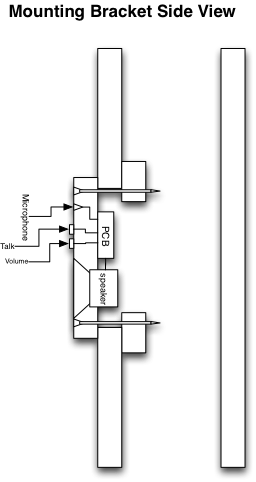 Mounting Bracket Side View
Microphone
Talk
Volume
PCB
speaker